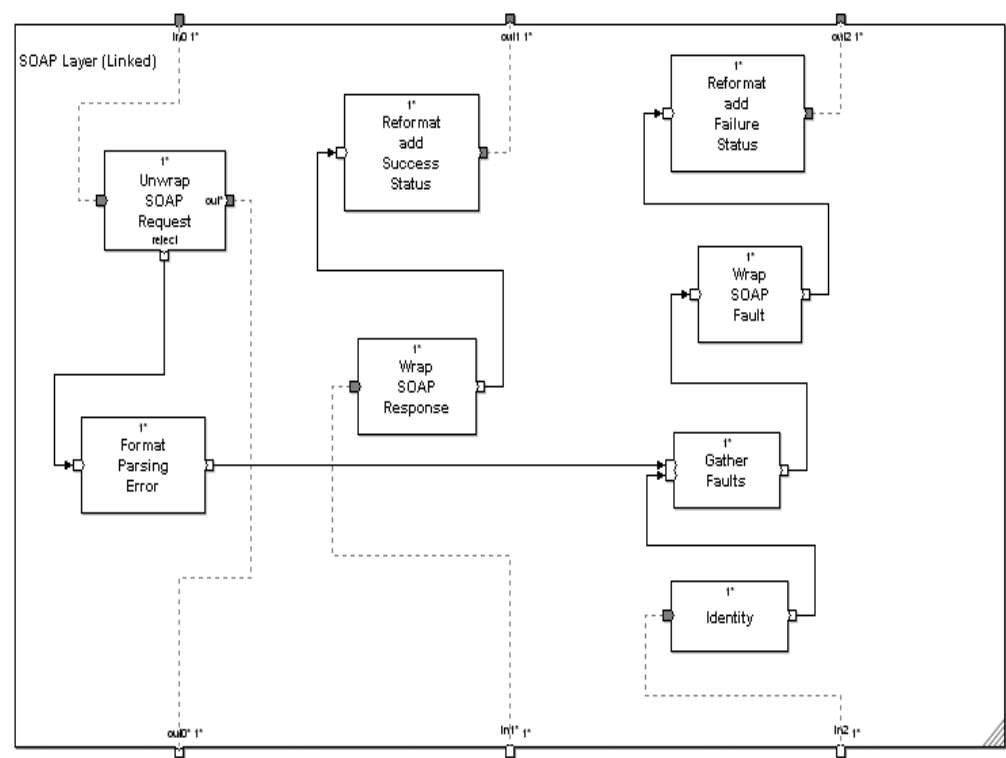 in0 1*
out1 1*
out2 1*
SOAP Layer (Linked)
1*
Unwrap
SOAP
Request
out*
reject
1*
Reformat
add
Success
Status
1*
Reformat
add
Failure
Status
1*
Wrap
SOAP
Fault
1*
Wrap
SOAP
Response
1*
Format
Parsing
Error
1*
Gather
Faults
1*
Identity
out0* 1*
in1* 1*
in2 1*